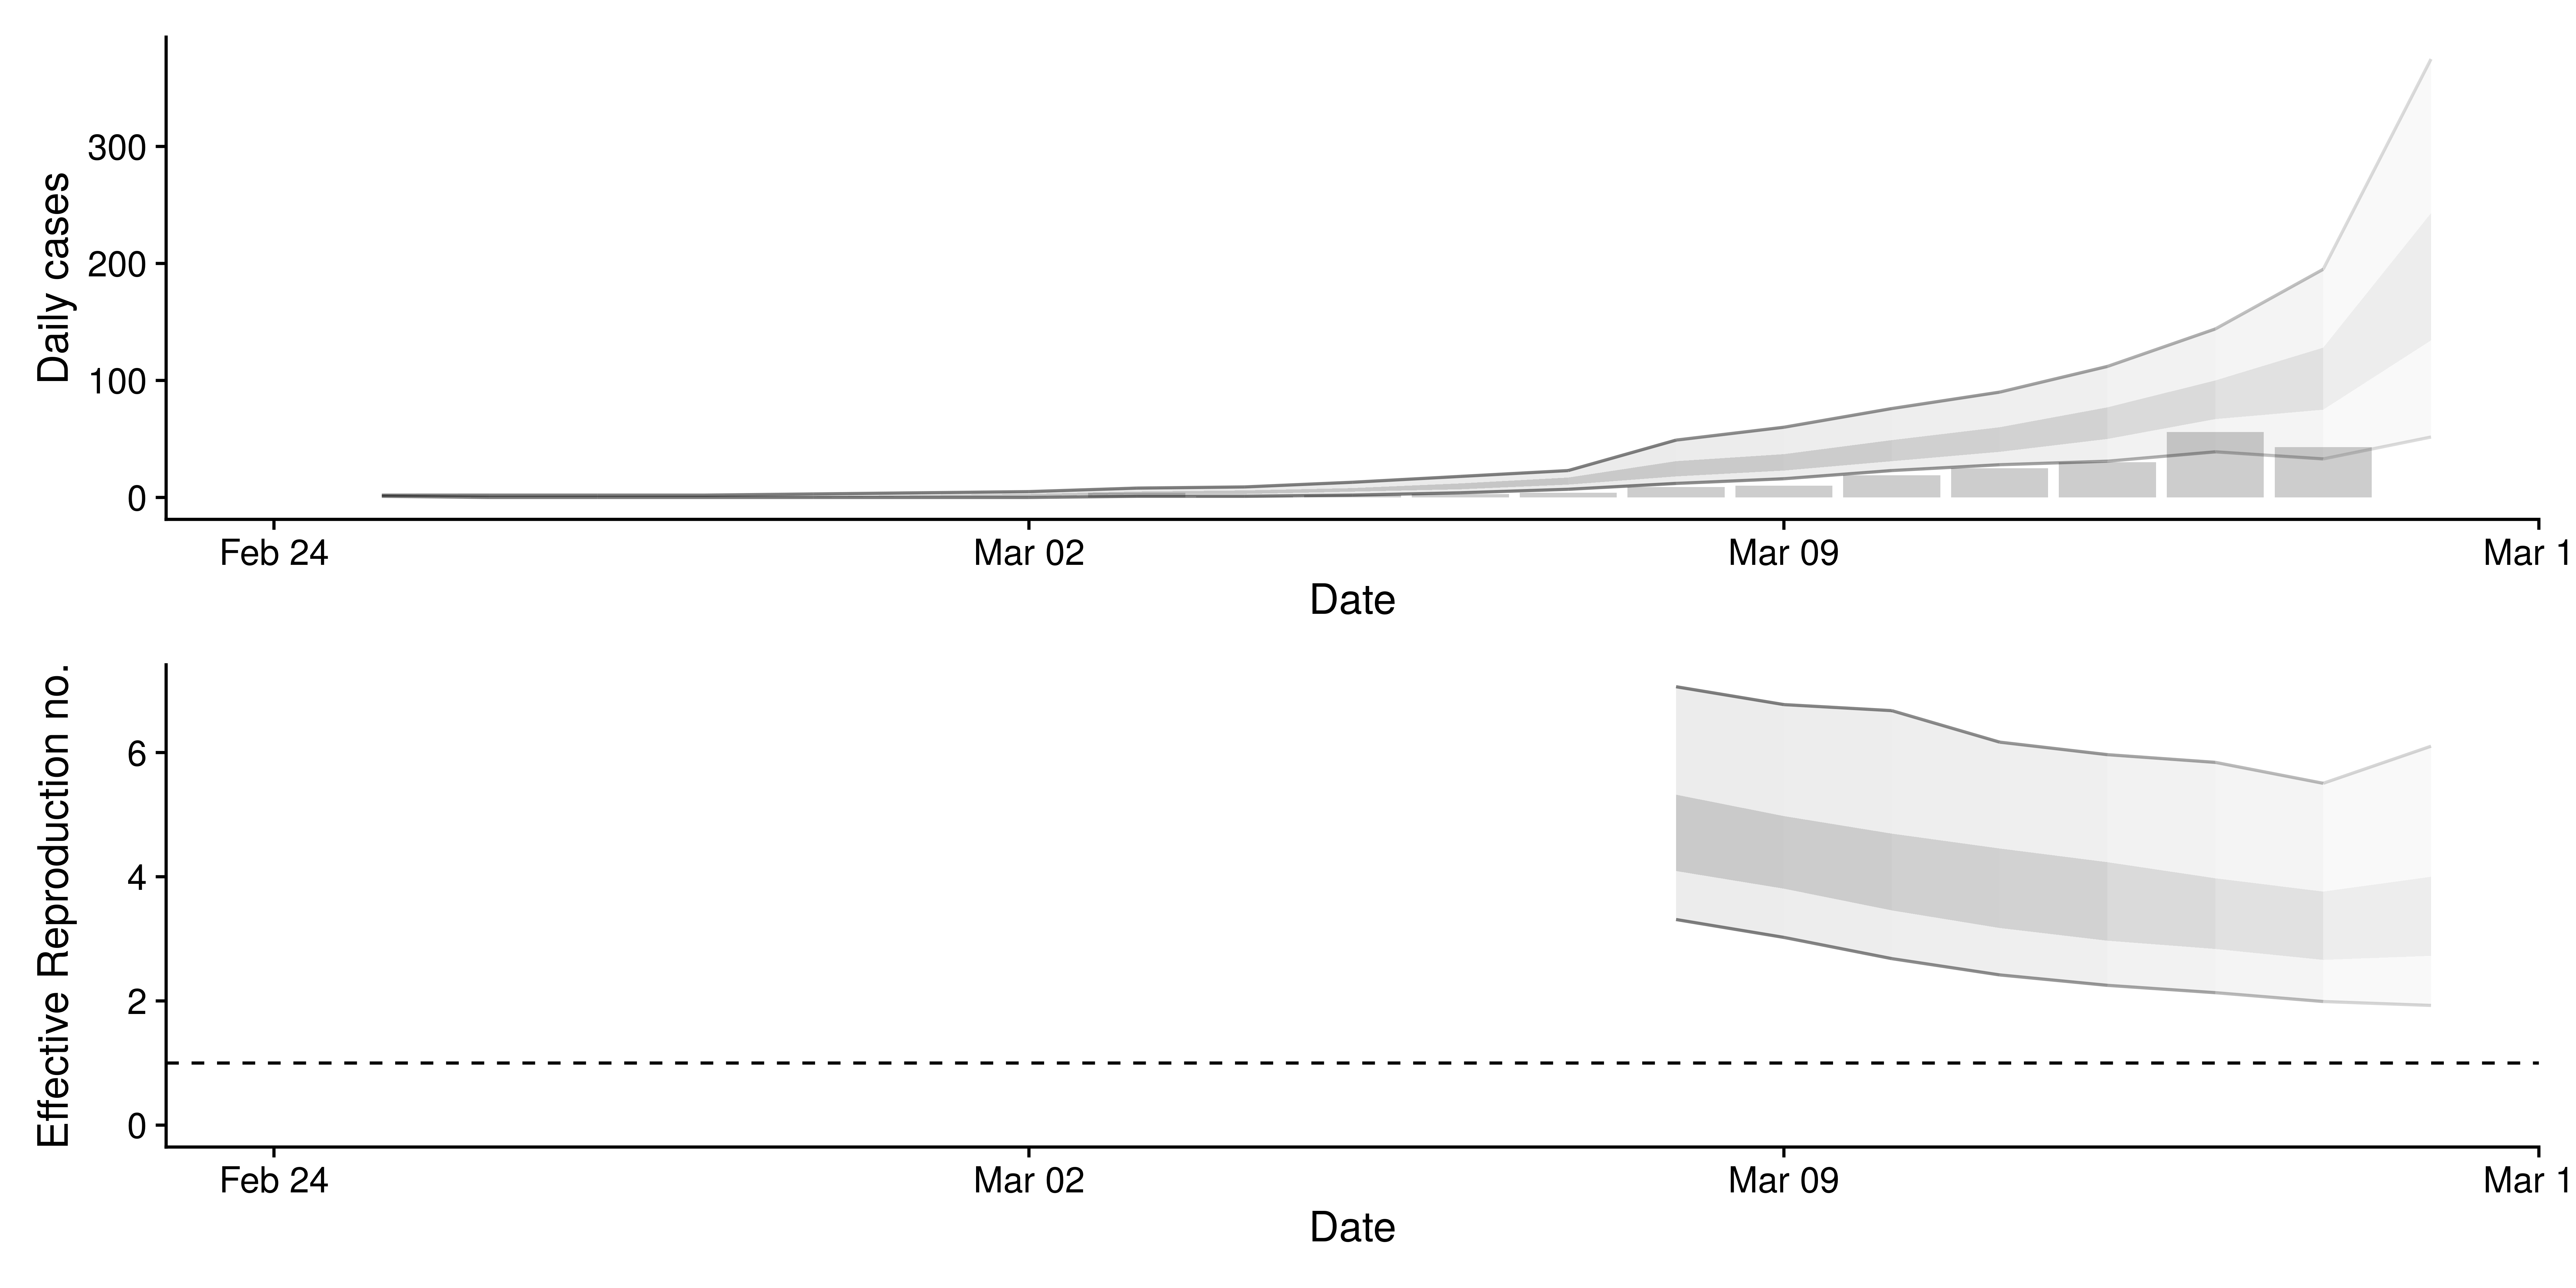 Daily cases
300
200
100
0
Feb 24 Mar 02 Mar 09 Mar 1
Date
Effective Reproduction no.
6
4
2
0
Feb 24 Mar 02 Mar 09 Mar 1
Date